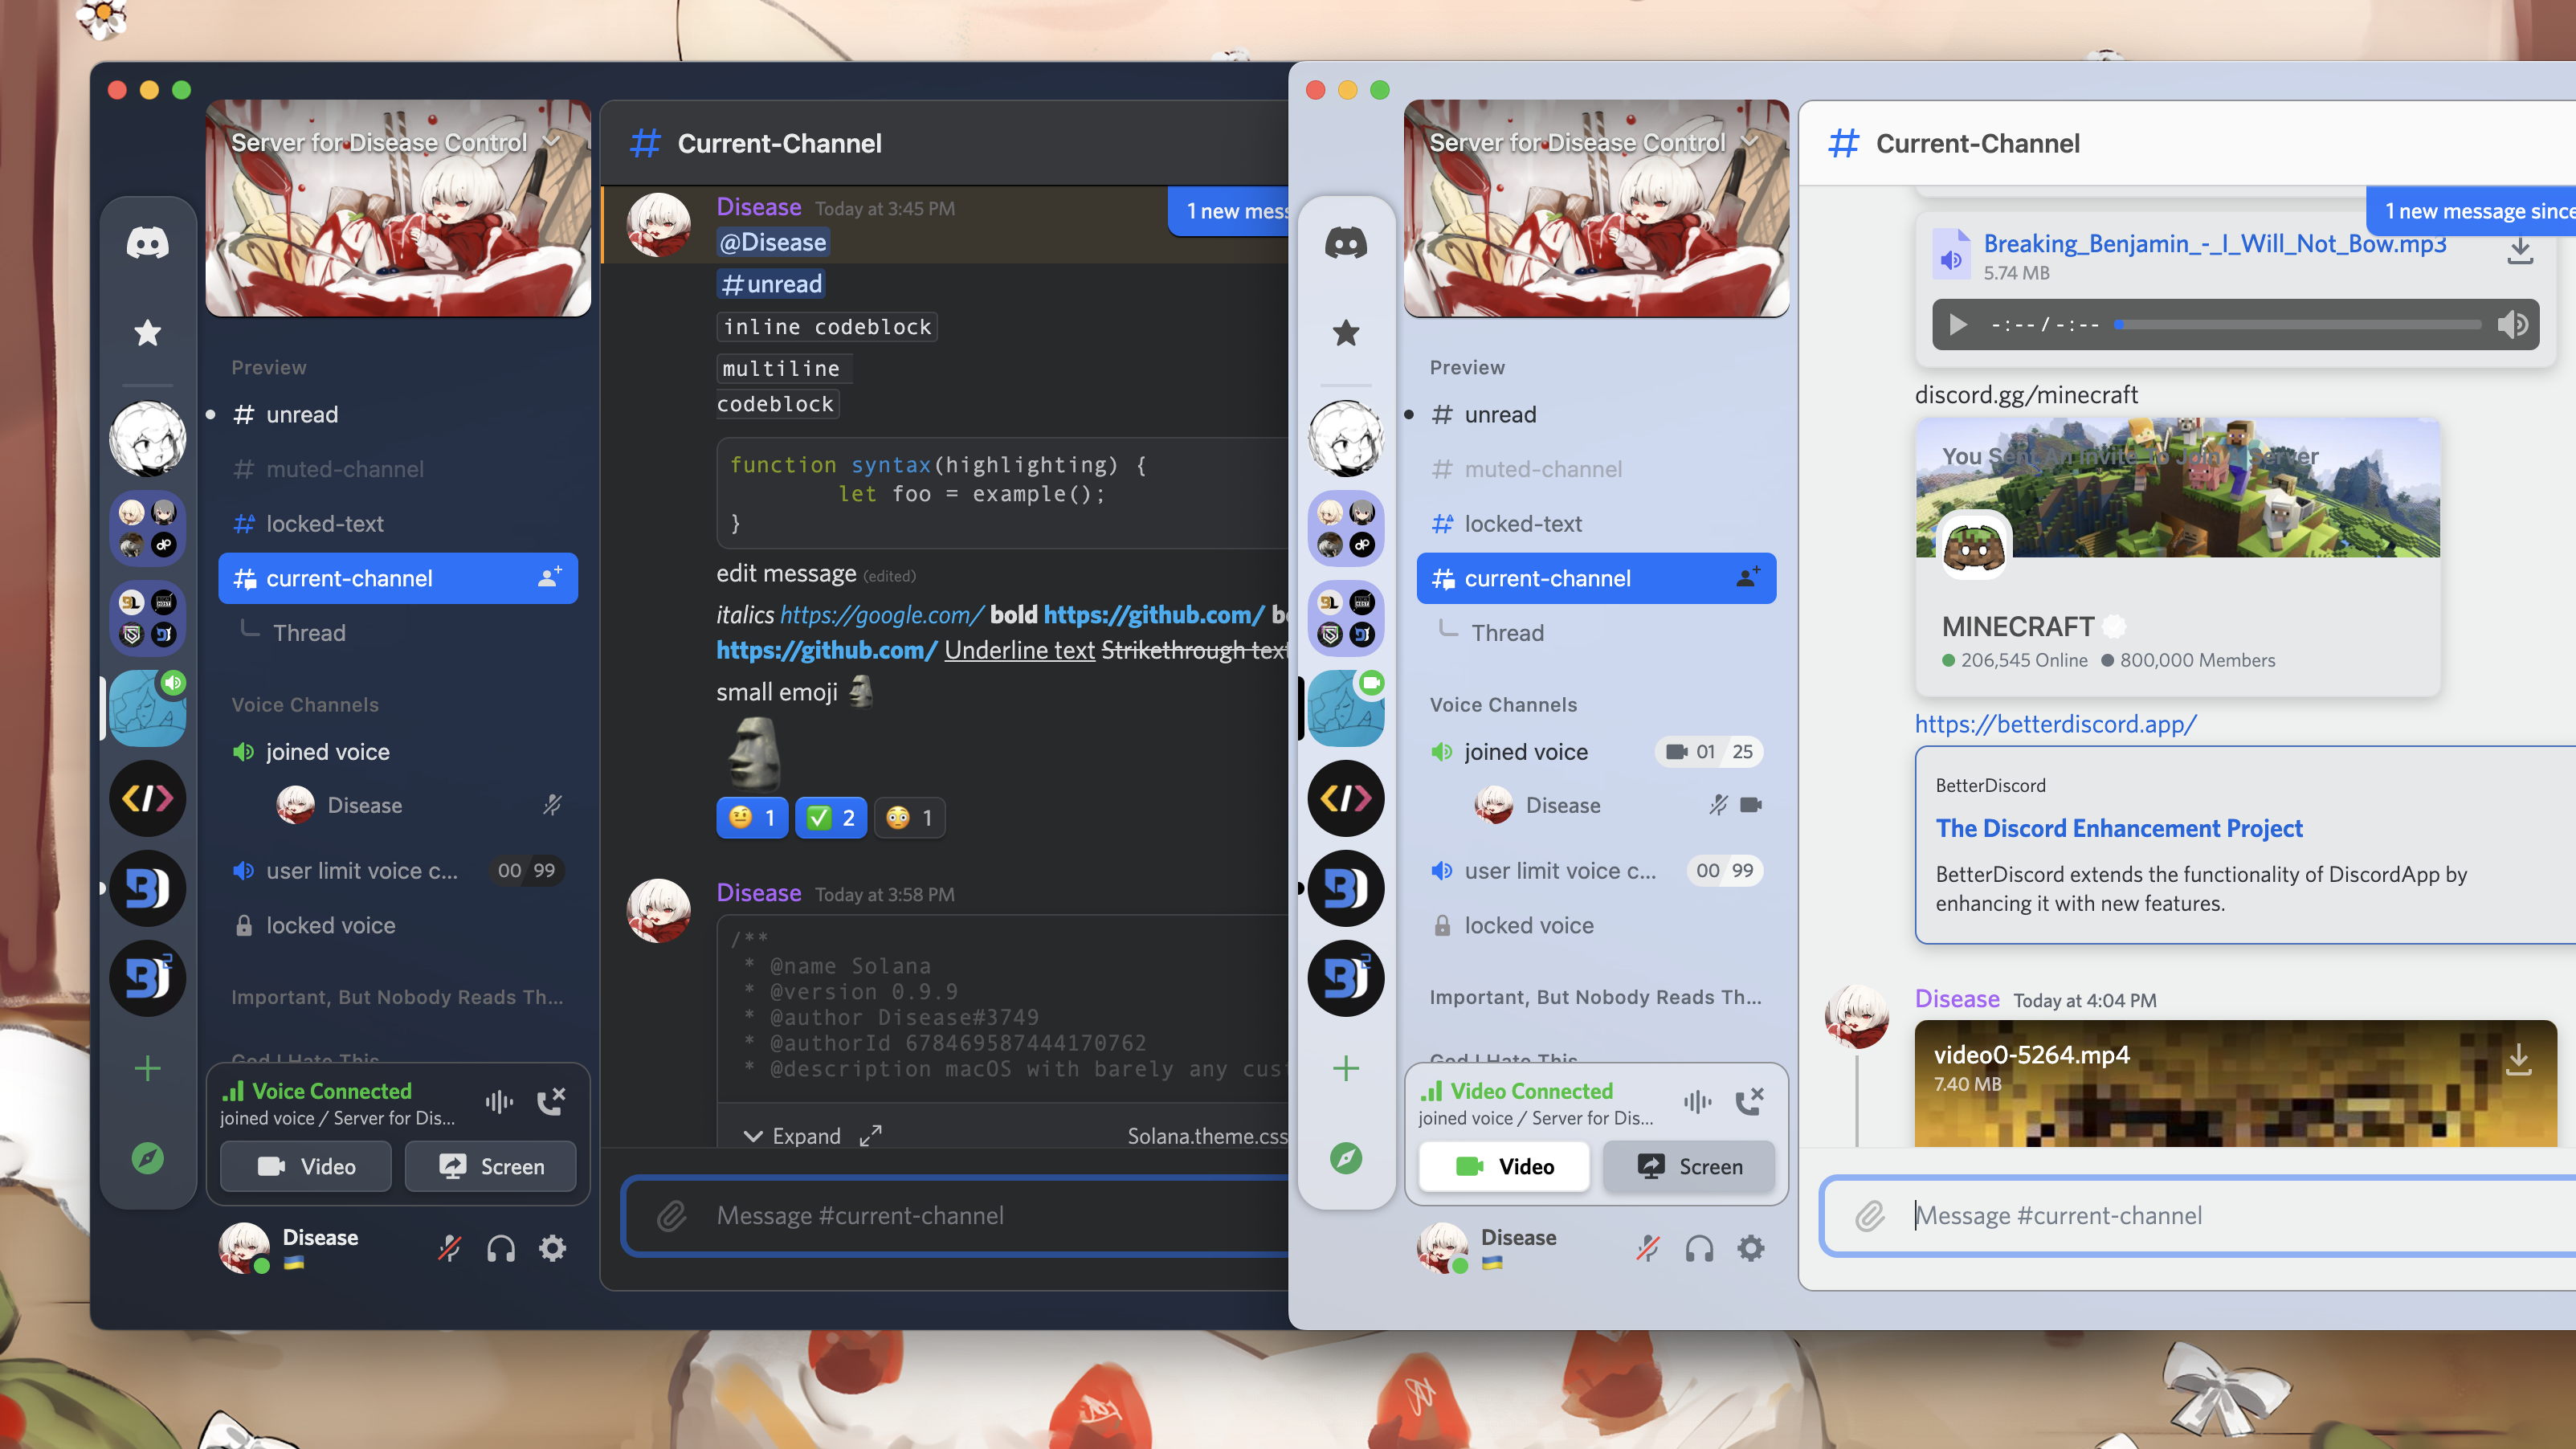 Server for Disease Control
Preview
unread
muted-channel
locked-text
current-channel
Thread
Voice Channels
joined voice
Disease
user limit voice c... 00 99
locked voice
Important, But Nobody Reads Th...
God I Hate This
Voice Connected
joined voice / Server for Dis...
Video Screen
Disease
# Current-Channel
1 new mess
Disease Today at 3:45 PM
@Disease
#unread
inline codeblock
multiline
codeblock
function syntax(highlighting) {
let foo = example();
}
edit message (edited)
italics https://google.com/ bold https://github.com/
https://github.com/ Underline text Strikethrough text
small emoji
1 2 1
Disease Today at 3:58 PM
/**
* @name Solana
* @version 0.9.9
* @author Disease#3749
* @authorId 678469587444170762
* @description macOS with barely any cust
Expand Solana.theme.css
Message #current-channel
Server for Disease Control
Preview
unread
muted-channel
locked-text
current-channel
Thread
Voice Channels
joined voice 01 25
Disease
user limit voice c... 00 99
locked voice
Important, But Nobody Reads Th...
God I Hate This
Video Connected
joined voice / Server for Dis...
Video Screen
Disease
# Current-Channel
1 new message since
Breaking_Benjamin_-_I_Will_Not_Bow.mp3
5.74 MB
-:-- / -:--
discord.gg/minecraft
You Sent An Invite To Join A Server
MINECRAFT
206,545 Online 800,000 Members
https://betterdiscord.app/
BetterDiscord
The Discord Enhancement Project
BetterDiscord extends the functionality of DiscordApp by
enhancing it with new features.
Disease Today at 4:04 PM
video0-5264.mp4
7.40 MB
Message #current-channel